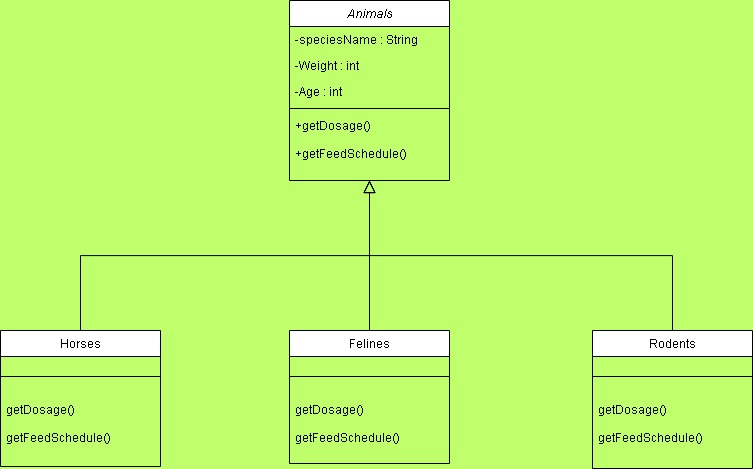 Animals
-speciesName : String
-Weight : int
-Age : int
+getDosage()
+getFeedSchedule()
Horses
getDosage()
getFeedSchedule()
Felines
getDosage()
getFeedSchedule()
Rodents
getDosage()
getFeedSchedule()